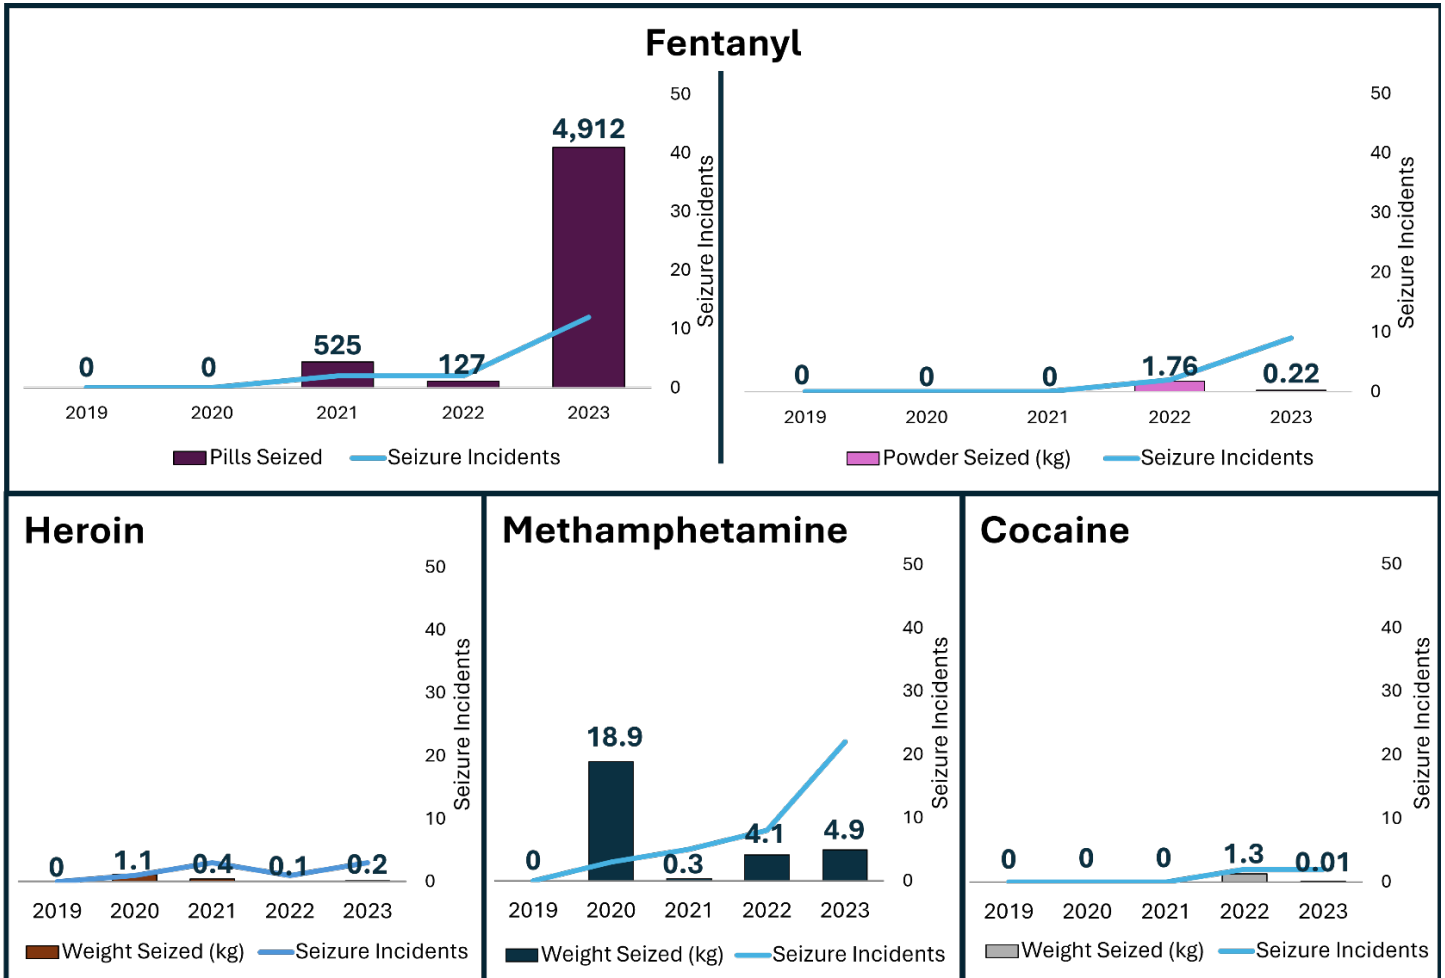 Fentanyl
50
40
30
20
10
0
Seizure Incidents
4,912
525
127
0
0
2019 2020 2021 2022 2023
Pills Seized Seizure Incidents
50
40
30
20
10
0
Seizure Incidents
0 0 0 1.76 0.22
2019 2020 2021 2022 2023
Powder Seized (kg) Seizure Incidents
Heroin
50
40
30
20
10
0
Seizure Incidents
0 1.1 0.4 0.1 0.2
2019 2020 2021 2022 2023
Weight Seized (kg) Seizure Incidents
Methamphetamine
50
40
30
20
10
0
Seizure Incidents
0 18.9 0.3 4.1 4.9
2019 2020 2021 2022 2023
Weight Seized (kg) Seizure Incidents
Cocaine
50
40
30
20
10
0
Seizure Incidents
0 0 0 1.3 0.01
2019 2020 2021 2022 2023
Weight Seized (kg) Seizure Incidents